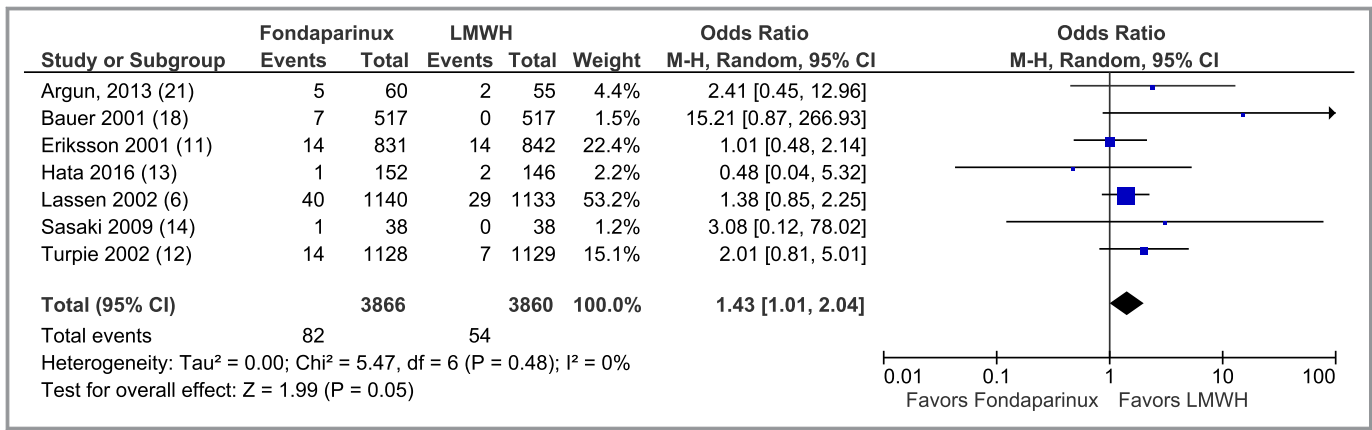 Fondaparinux LMWH Odds Ratio Odds Ratio
Study or Subgroup Events Total Events Total Weight M-H, Random, 95% CI M-H, Random, 95% CI
Argun, 2013 (21) 5 60 2 55 4.4% 2.41 [0.45, 12.96]
Bauer 2001 (18) 7 517 0 517 1.5% 15.21 [0.87, 266.93]
Eriksson 2001 (11) 14 831 14 842 22.4% 1.01 [0.48, 2.14]
Hata 2016 (13) 1 152 2 146 2.2% 0.48 [0.04, 5.32]
Lassen 2002 (6) 40 1140 29 1133 53.2% 1.38 [0.85, 2.25]
Sasaki 2009 (14) 1 38 0 38 1.2% 3.08 [0.12, 78.02]
Turpie 2002 (12) 14 1128 7 1129 15.1% 2.01 [0.81, 5.01]
Total (95% CI) 3866 3860 100.0% 1.43 [1.01, 2.04]
Total events 82 54
Heterogeneity: Tau² = 0.00; Chi² = 5.47, df = 6 (P = 0.48); I² = 0%
Test for overall effect: Z = 1.99 (P = 0.05)
0.01 0.1 1 10 100
Favors Fondaparinux Favors LMWH